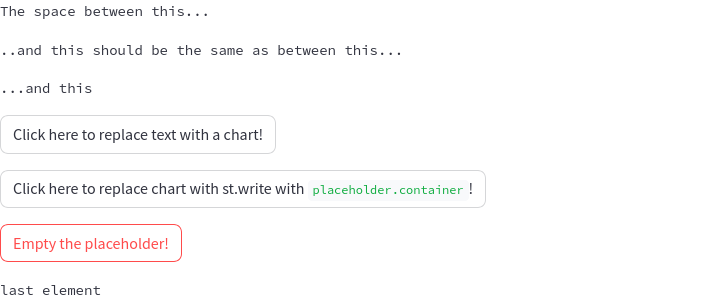 The space between this...
..and this should be the same as between this...
...and this
Click here to replace text with a chart!
Click here to replace chart with st.write with placeholder.container!
Empty the placeholder!
last element